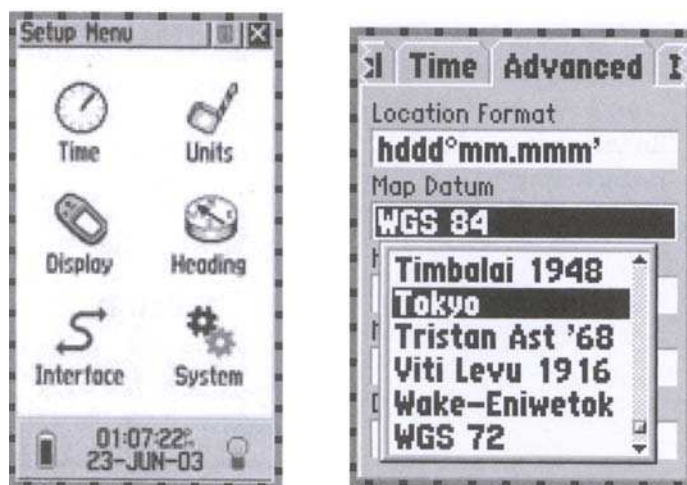 Setup Menu
Time
Units
Display
Heading
Interface
System
01:07:22
23-JUN-03
Time
Advanced
Location Format
hddd°mm.mmm'
Map Datum
WGS 84
Timbalai 1948
Tokyo
Tristan Ast '68
Viti Levu 1916
Wake-Eniwetok
WGS 72